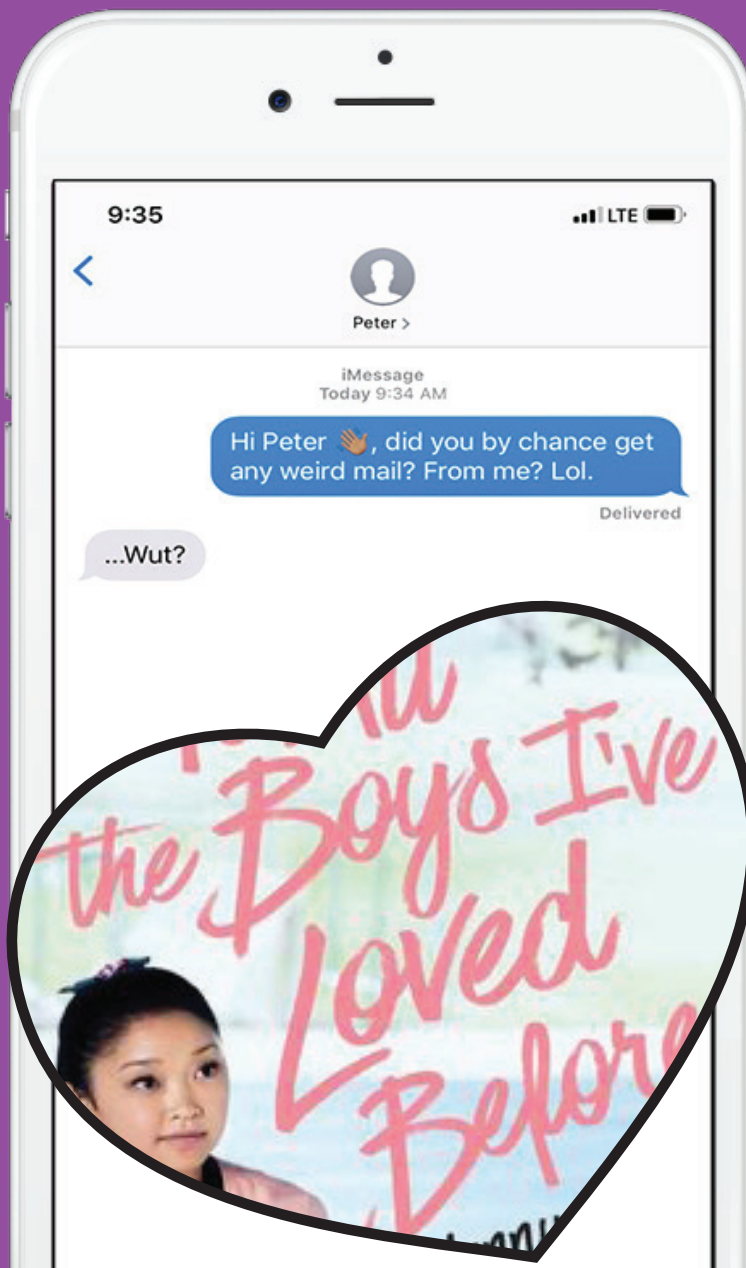 9:35
LTE
Peter >
iMessage
Today 9:34 AM
Hi Peter 👋🏽, did you by chance get
any weird mail? From me? Lol.
Delivered
...Wut?
the Boys I've
Loved
Before